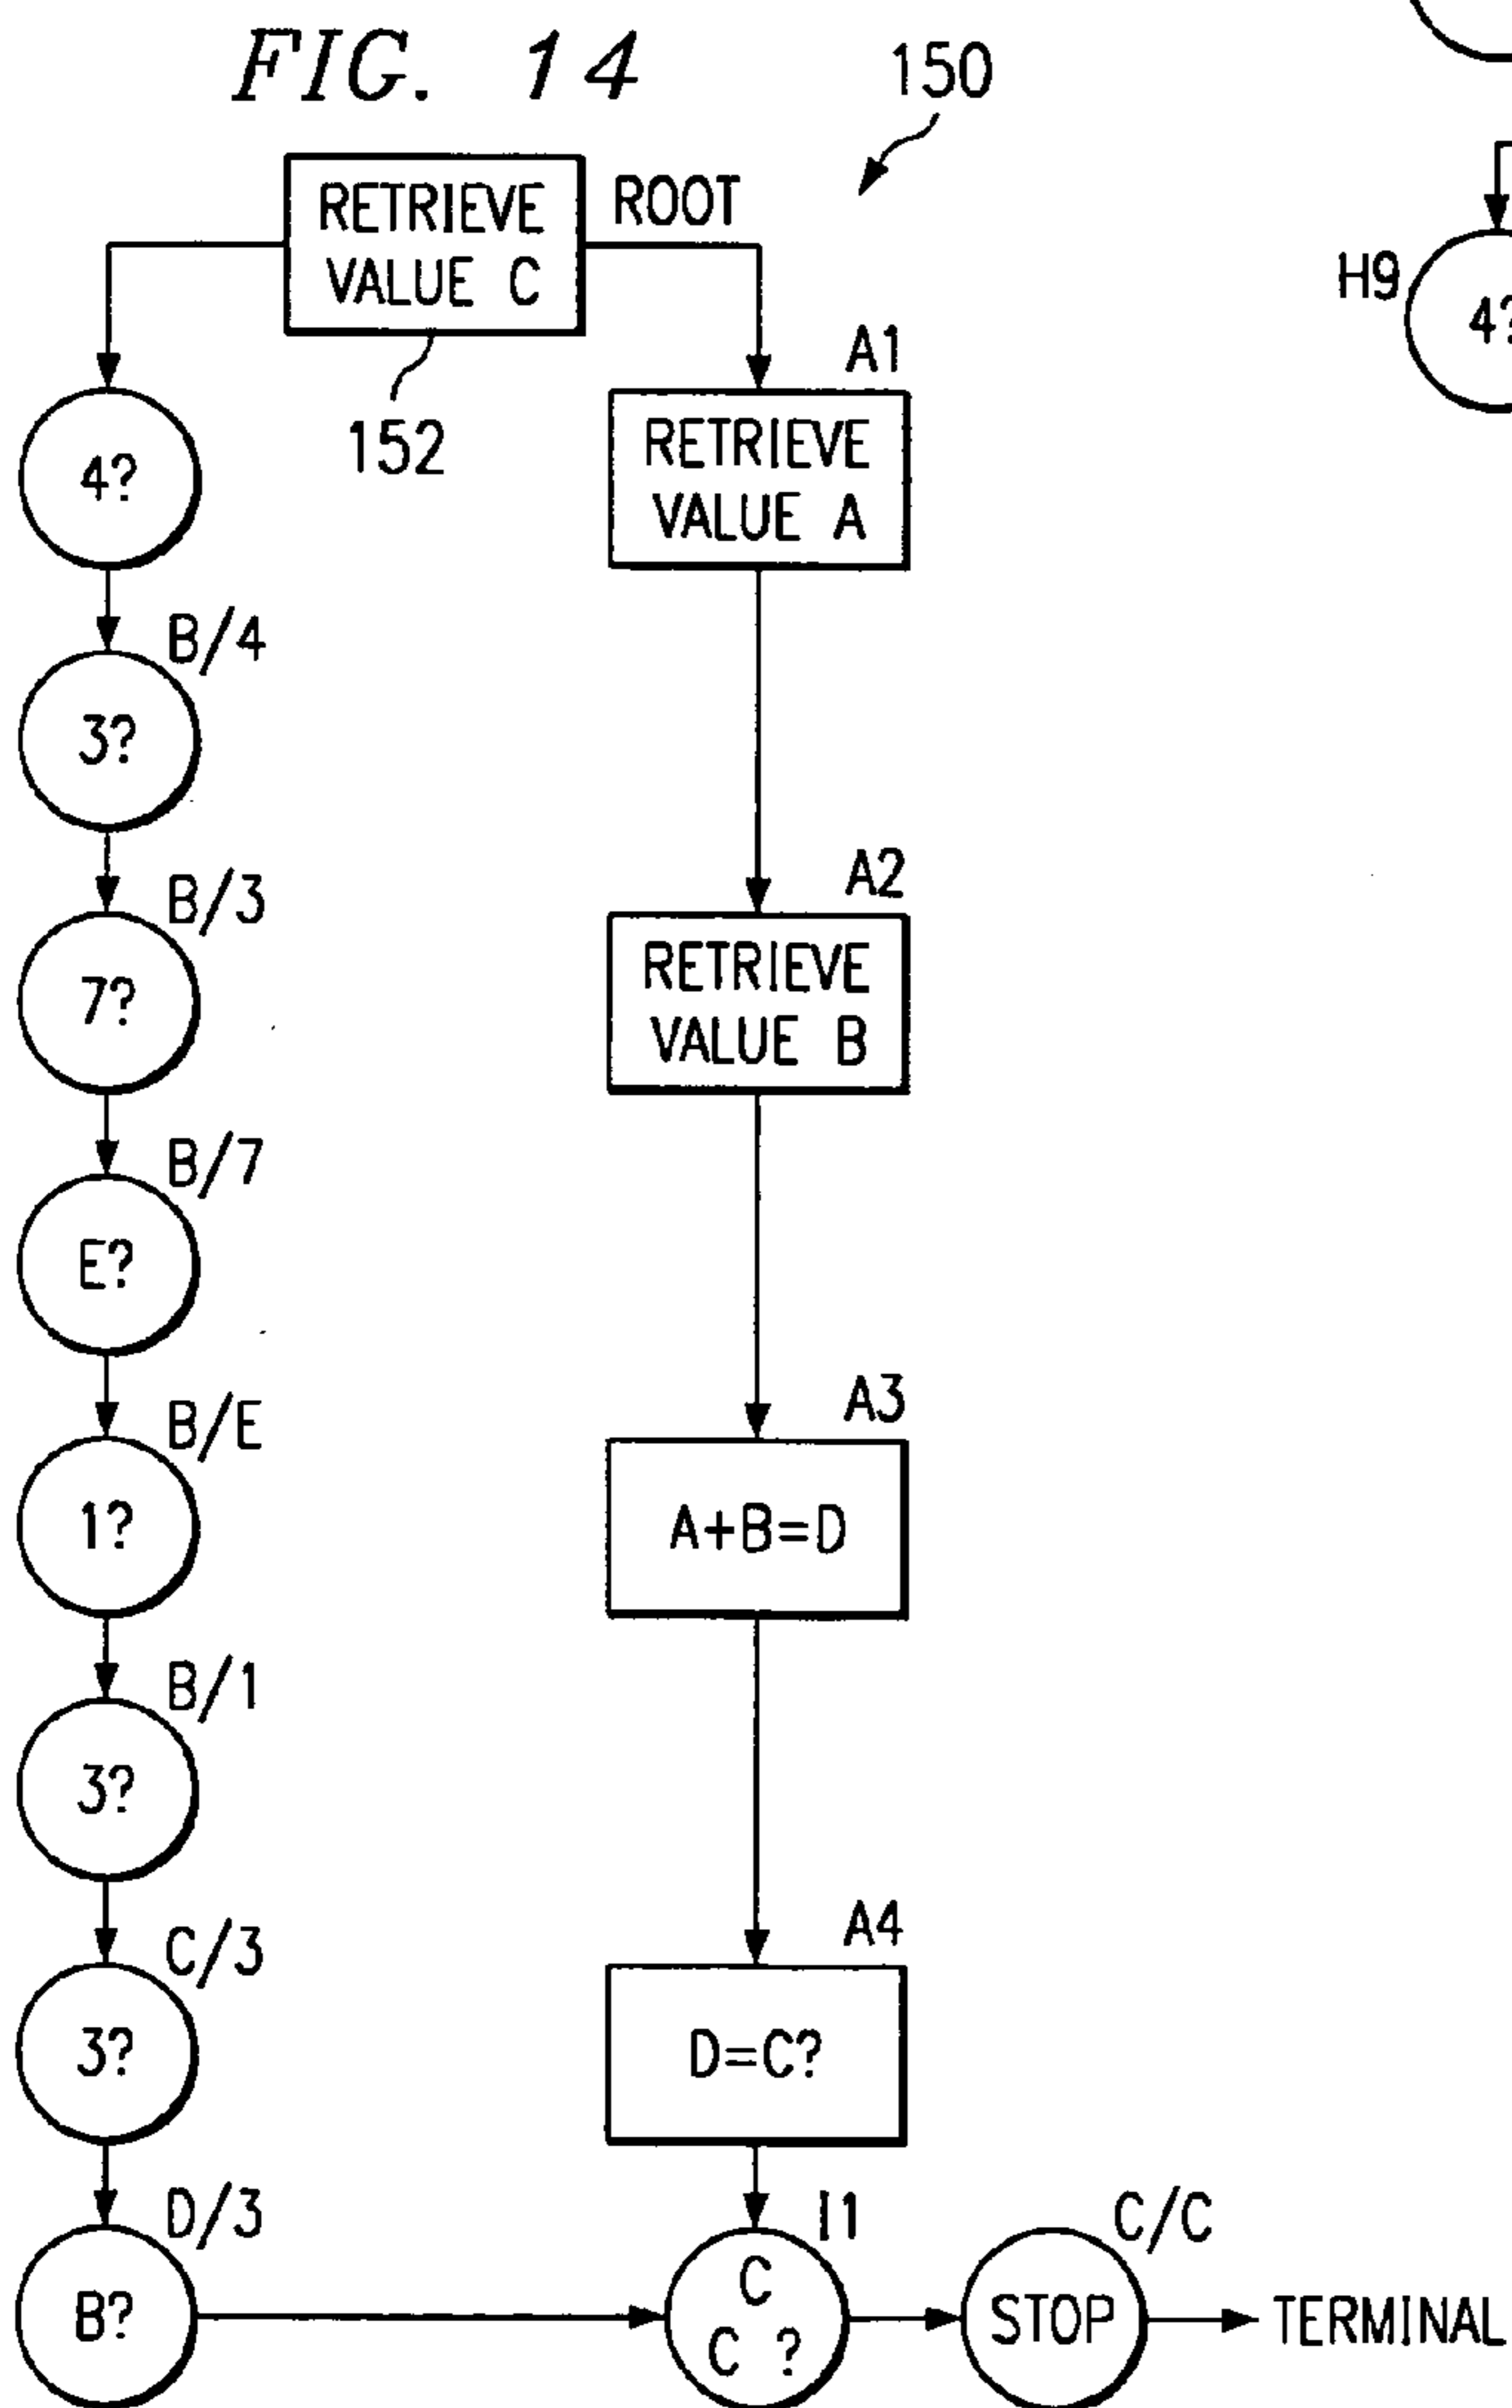 FIG. 14
150
RETRIEVE
VALUE C
ROOT
152
A1
RETRIEVE
VALUE A
4?
B/4
3?
B/3
7?
A2
RETRIEVE
VALUE B
B/7
E?
B/E
1?
A3
A+B=D
B/1
3?
C/3
3?
A4
D=C?
D/3
B?
I1
C
C ?
C/C
STOP
TERMINAL
H9
4?